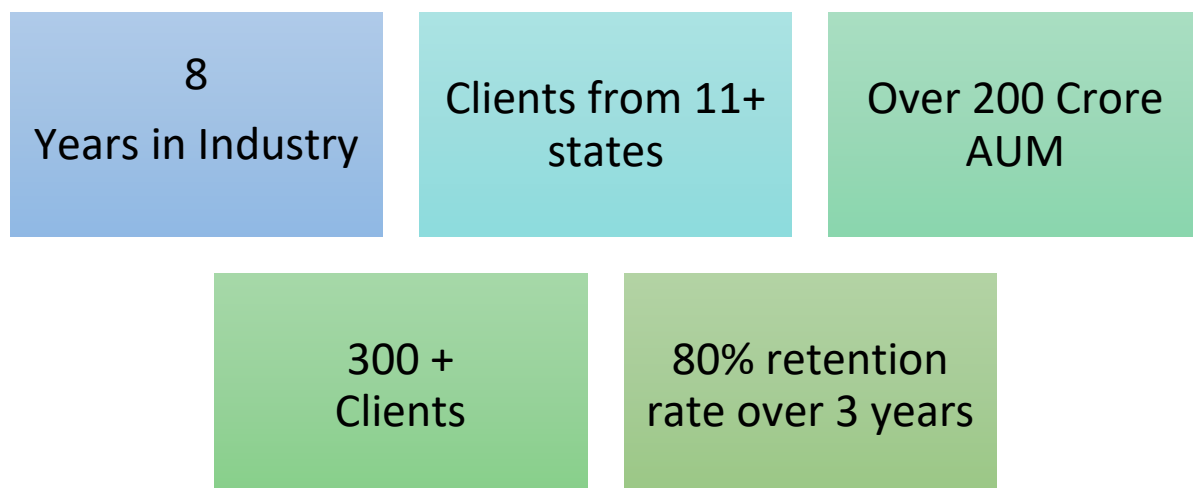 8
Years in Industry
Clients from 11+
states
Over 200 Crore
AUM
300 +
Clients
80% retention
rate over 3 years